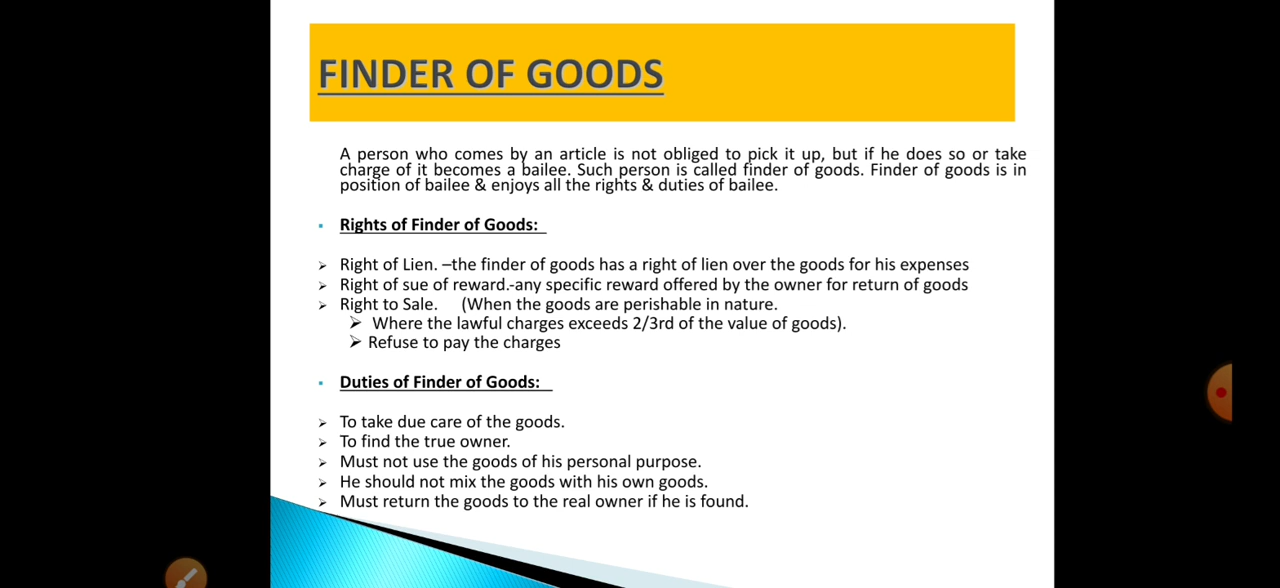 FINDER OF GOODS
A person who comes by an article is not obliged to pick it up, but if he does so or take
charge of it becomes a bailee. Such person is called finder of goods. Finder of goods is in
position of bailee & enjoys all the rights & duties of bailee.
▪ Rights of Finder of Goods:
➢ Right of Lien. –the finder of goods has a right of lien over the goods for his expenses
➢ Right of sue of reward.-any specific reward offered by the owner for return of goods
➢ Right to Sale. (When the goods are perishable in nature.
➢ Where the lawful charges exceeds 2/3rd of the value of goods).
➢ Refuse to pay the charges
▪ Duties of Finder of Goods:
➢ To take due care of the goods.
➢ To find the true owner.
➢ Must not use the goods of his personal purpose.
➢ He should not mix the goods with his own goods.
➢ Must return the goods to the real owner if he is found.